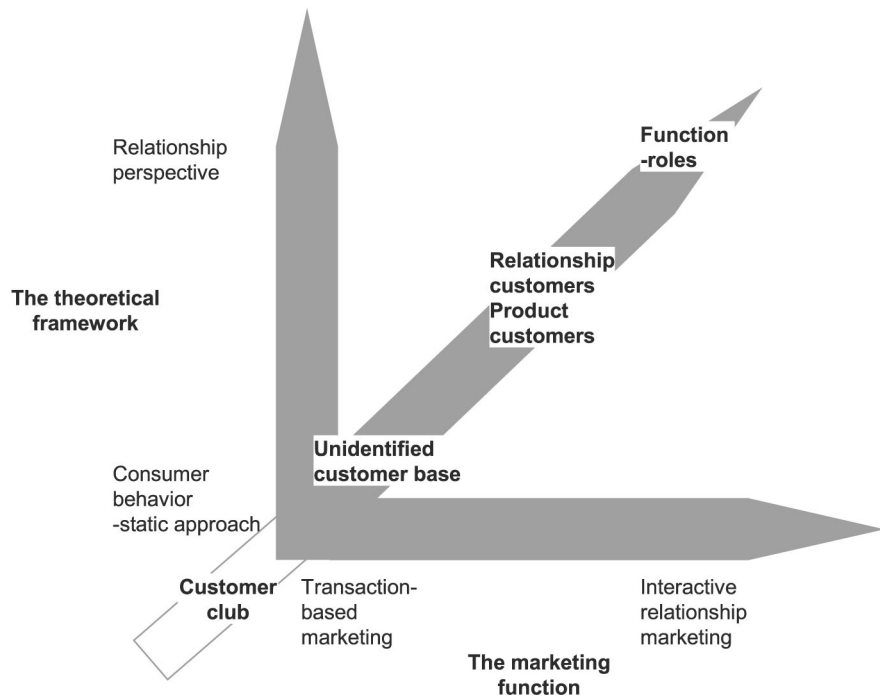 Function
-roles
Relationship
perspective
Relationship
customers
Product
customers
The theoretical
framework
Unidentified
customer base
Consumer
behavior
-static approach
Customer
club
Transaction-
based
marketing
Interactive
relationship
marketing
The marketing
function